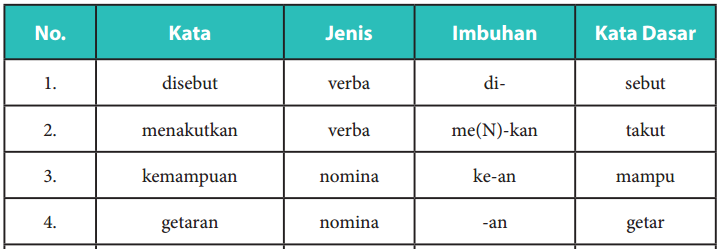 No. Kata Jenis Imbuhan Kata Dasar
1. disebut verba di- sebut
2. menakutkan verba me(N)-kan takut
3. kemampuan nomina ke-an mampu
4. getaran nomina -an getar